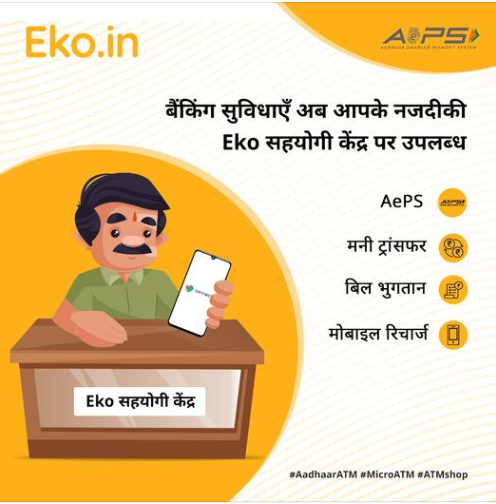 Eko.in
AePS
AADHAAR ENABLED PAYMENT SYSTEM
बैंकिंग सुविधाएँ अब आपके नजदीकी
Eko सहयोगी केंद्र पर उपलब्ध
AePS
मनी ट्रांसफर
बिल भुगतान
मोबाइल रिचार्ज
Eko सहयोगी केंद्र
#AadhaarATM #MicroATM #ATMshop